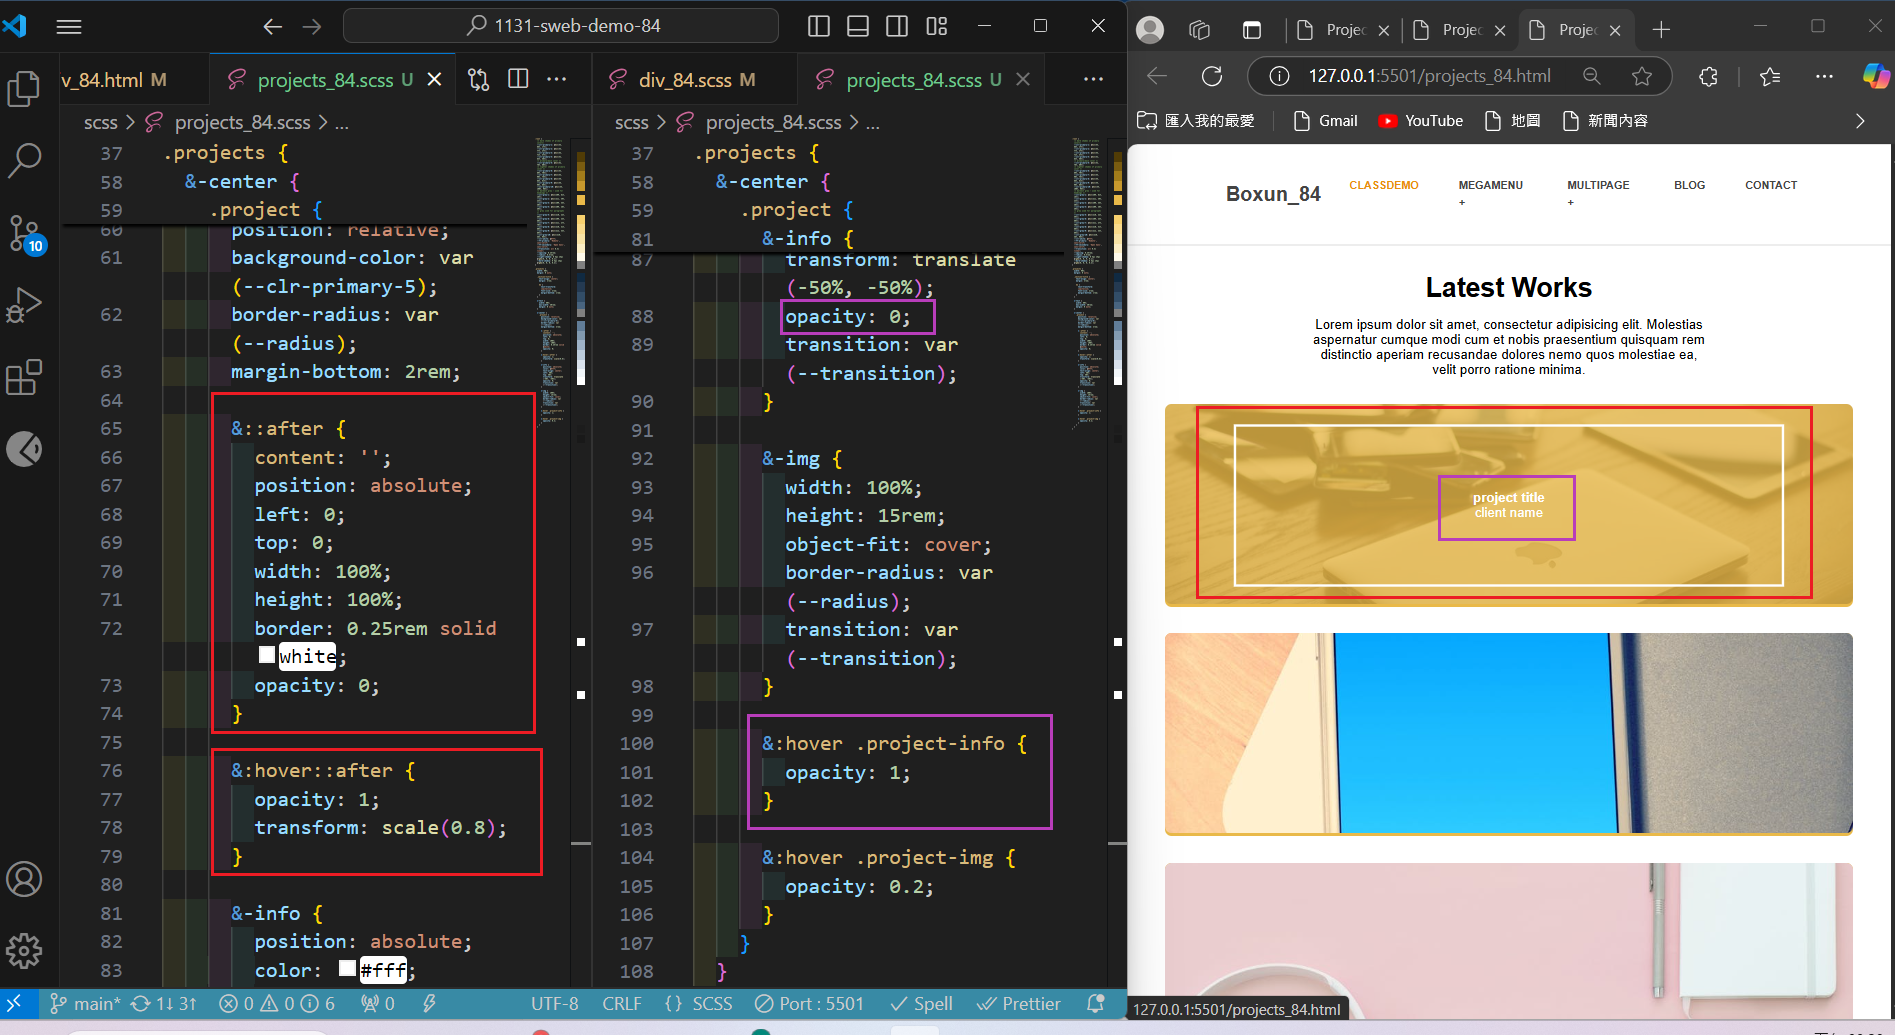 1131-sweb-demo-84
v_84.html M
projects_84.scss U
scss > projects_84.scss > ...
37 .projects {
58 &-center {
59 .project {
60 position: relative;
61 background-color: var
(--clr-primary-5);
62 border-radius: var
(--radius);
63 margin-bottom: 2rem;
64
65 &::after {
66 content: '';
67 position: absolute;
68 left: 0;
69 top: 0;
70 width: 100%;
71 height: 100%;
72 border: 0.25rem solid
white;
73 opacity: 0;
74 }
75
76 &:hover::after {
77 opacity: 1;
78 transform: scale(0.8);
79 }
80
81 &-info {
82 position: absolute;
83 color: #fff;
div_84.scss M
projects_84.scss U
scss > projects_84.scss > ...
37 .projects {
58 &-center {
59 .project {
81 &-info {
87 transform: translate
(-50%, -50%);
88 opacity: 0;
89 transition: var
(--transition);
90 }
91
92 &-img {
93 width: 100%;
94 height: 15rem;
95 object-fit: cover;
96 border-radius: var
(--radius);
97 transition: var
(--transition);
98 }
99
100 &:hover .project-info {
101 opacity: 1;
102 }
103
104 &:hover .project-img {
105 opacity: 0.2;
106 }
107 }
108 }
10
main* 1↓ 3↑ 0 0 6 0 UTF-8 CRLF {} SCSS Port : 5501 Spell Prettier
Projec Projec Projec
127.0.0.1:5501/projects_84.html
匯入我的最愛 Gmail YouTube 地圖 新聞內容
Boxun_84
CLASSDEMO
MEGAMENU
+
MULTIPAGE
+
BLOG
CONTACT
Latest Works
Lorem ipsum dolor sit amet, consectetur adipisicing elit. Molestias
aspernatur cumque modi cum et nobis praesentium quisquam rem
distinctio aperiam recusandae dolores nemo quos molestiae ea,
velit porro ratione minima.
project title
client name
127.0.0.1:5501/projects_84.html